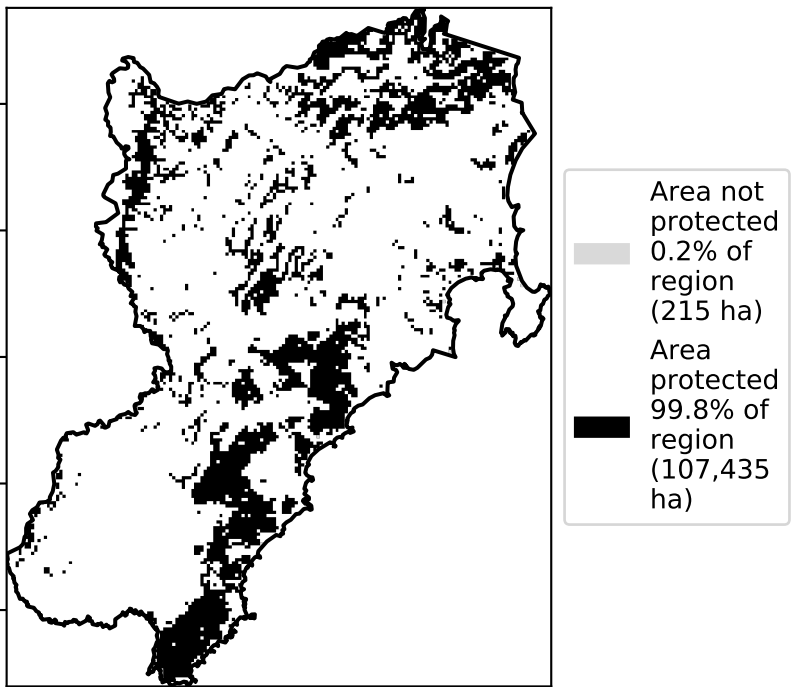 Area not
protected
0.2% of
region
(215 ha)
Area
protected
99.8% of
region
(107,435
ha)